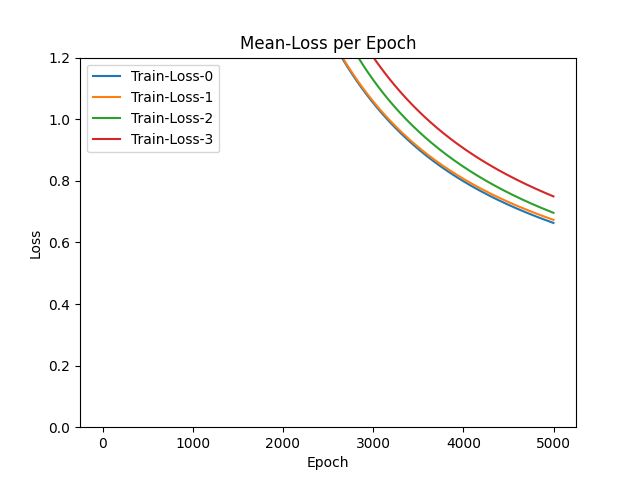 Mean-Loss per Epoch
1.2
1.0
0.8
0.6
0.4
0.2
0.0
Loss
Train-Loss-0
Train-Loss-1
Train-Loss-2
Train-Loss-3
0 1000 2000 3000 4000 5000
Epoch